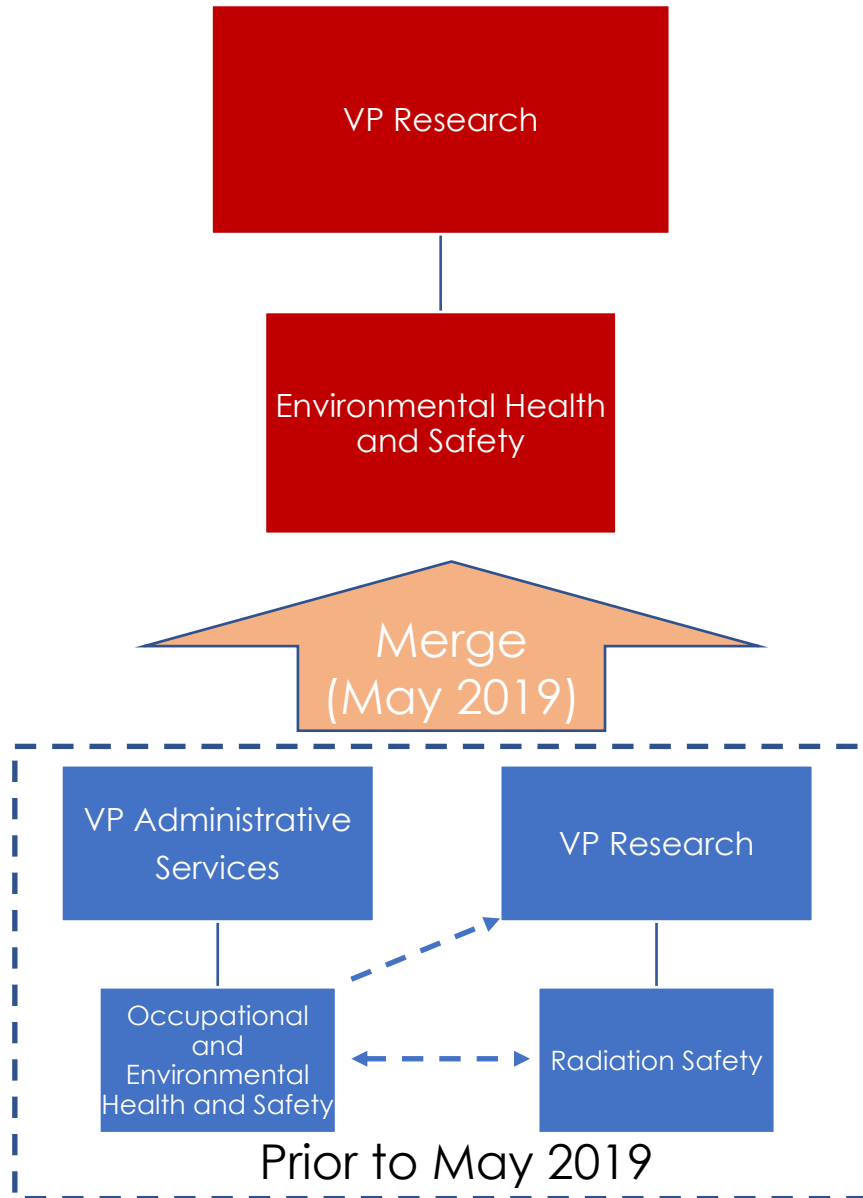 VP Research
Environmental Health
and Safety
Merge
(May 2019)
VP Administrative
Services
VP Research
Occupational
and
Environmental
Health and Safety
Radiation Safety
Prior to May 2019